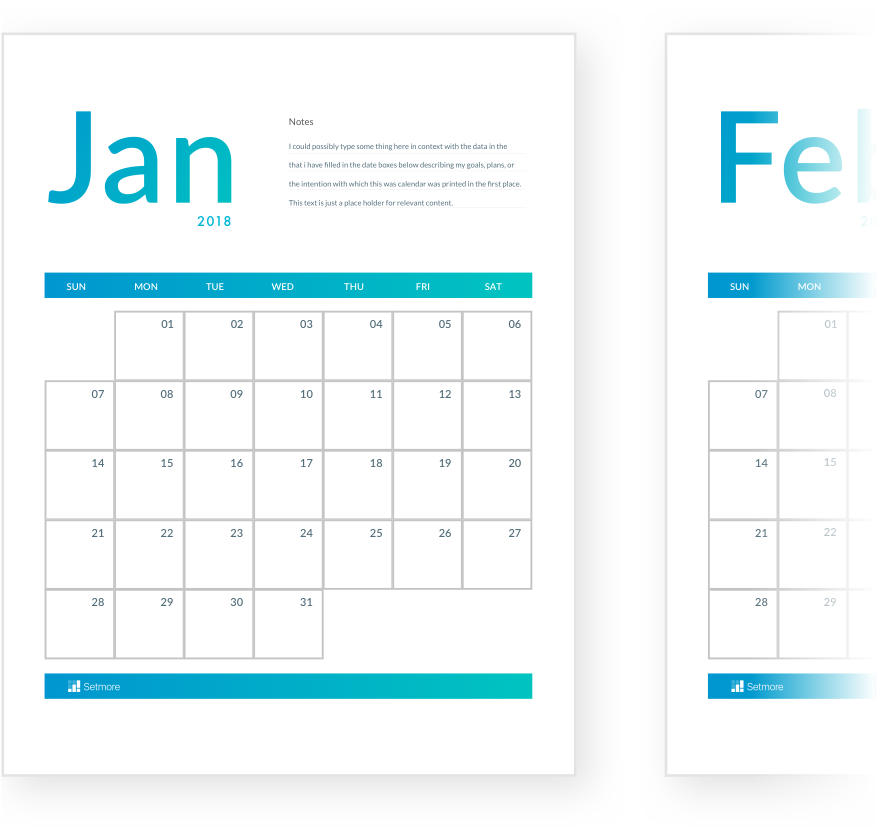 Jan
2018
Notes
I could possibly type some thing here in context with the data in the
that i have filled in the date boxes below describing my goals, plans, or
the intention with which this was calendar was printed in the first place.
This text is just a place holder for relevant content.
SUN MON TUE WED THU FRI SAT
01 02 03 04 05 06
07 08 09 10 11 12 13
14 15 16 17 18 19 20
21 22 23 24 25 26 27
28 29 30 31
Setmore
Feb
SUN MON
01
07 08
14 15
21 22
28 29
Setmore